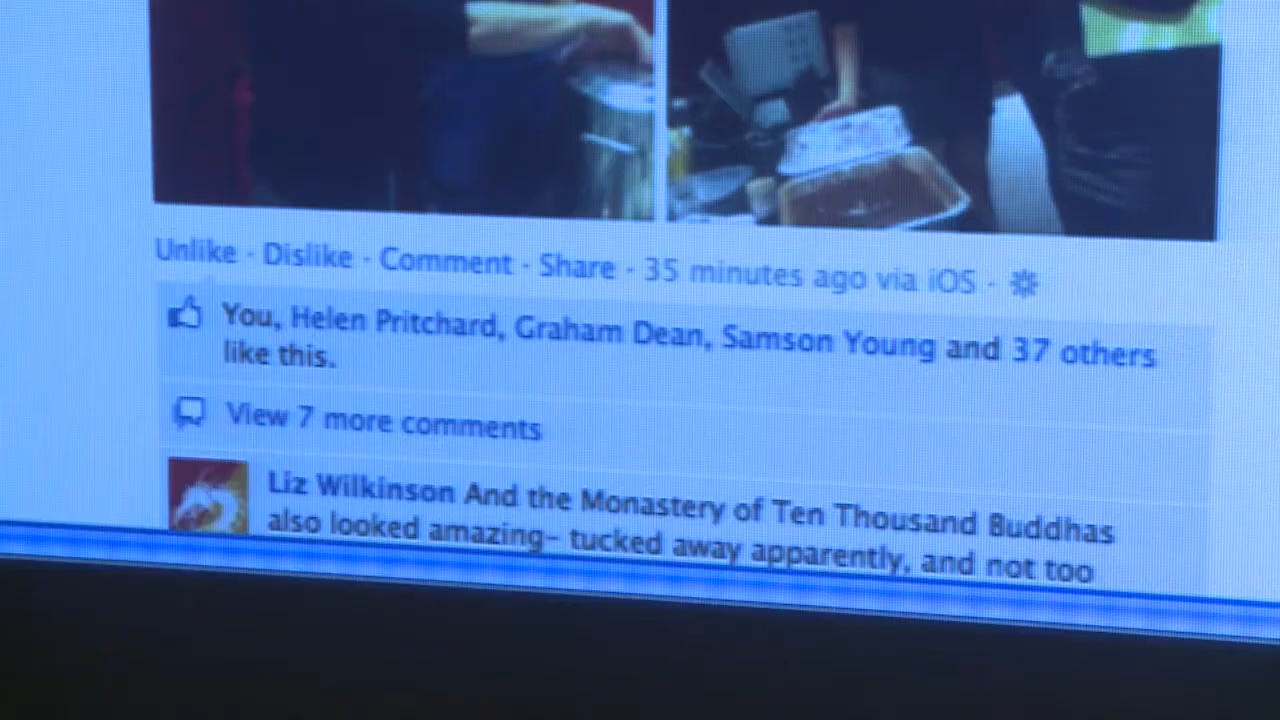 Unlike · Dislike · Comment · Share · 35 minutes ago via iOS ·
You, Helen Pritchard, Graham Dean, Samson Young and 37 others
like this.
View 7 more comments
Liz Wilkinson And the Monastery of Ten Thousand Buddhas
also looked amazing- tucked away apparently, and not too